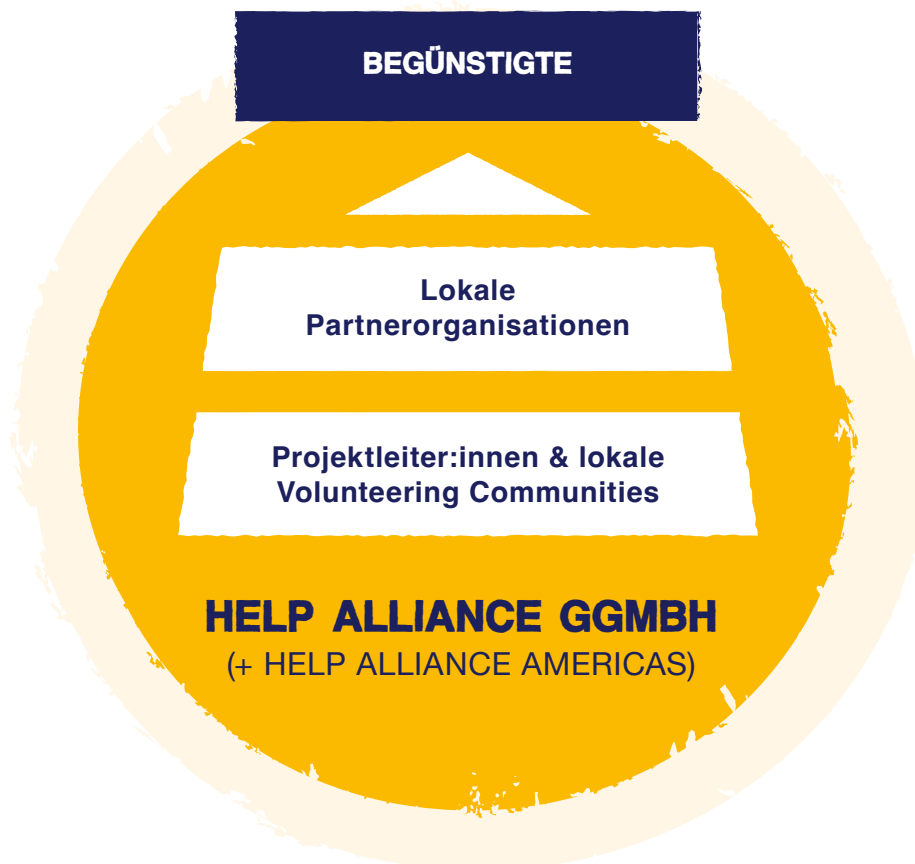 BEGÜNSTIGTE
Lokale
Partnerorganisationen
Projektleiter:innen & lokale
Volunteering Communities
HELP ALLIANCE GGMBH
(+ HELP ALLIANCE AMERICAS)